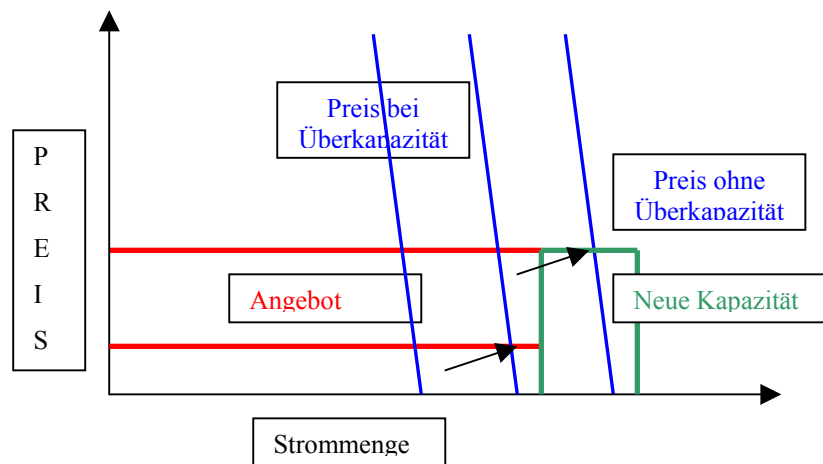 Preis bei
Überkapazität
P
R
E
I
S
Preis ohne
Überkapazität
Angebot
Neue Kapazität
Strommenge